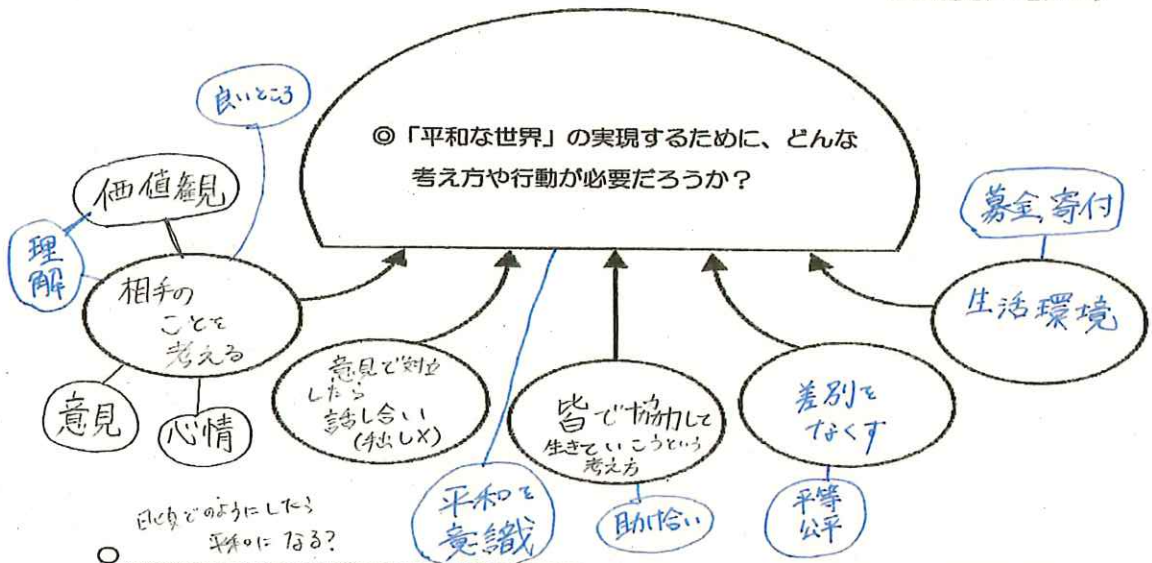 ◎「平和な世界」の実現するために、どんな
考え方や行動が必要だろうか？
良いところ
価値観
理
解
相手の
ことを
考える
意見
心情
意見で対立
したら
話し合い
(手出し×)
平和を
意識
皆で協力して
生きていこうという
考え方
助け合い
差別を
なくす
平等
公平
募金、寄付
生活環境
どのようにしたら
平和になる？